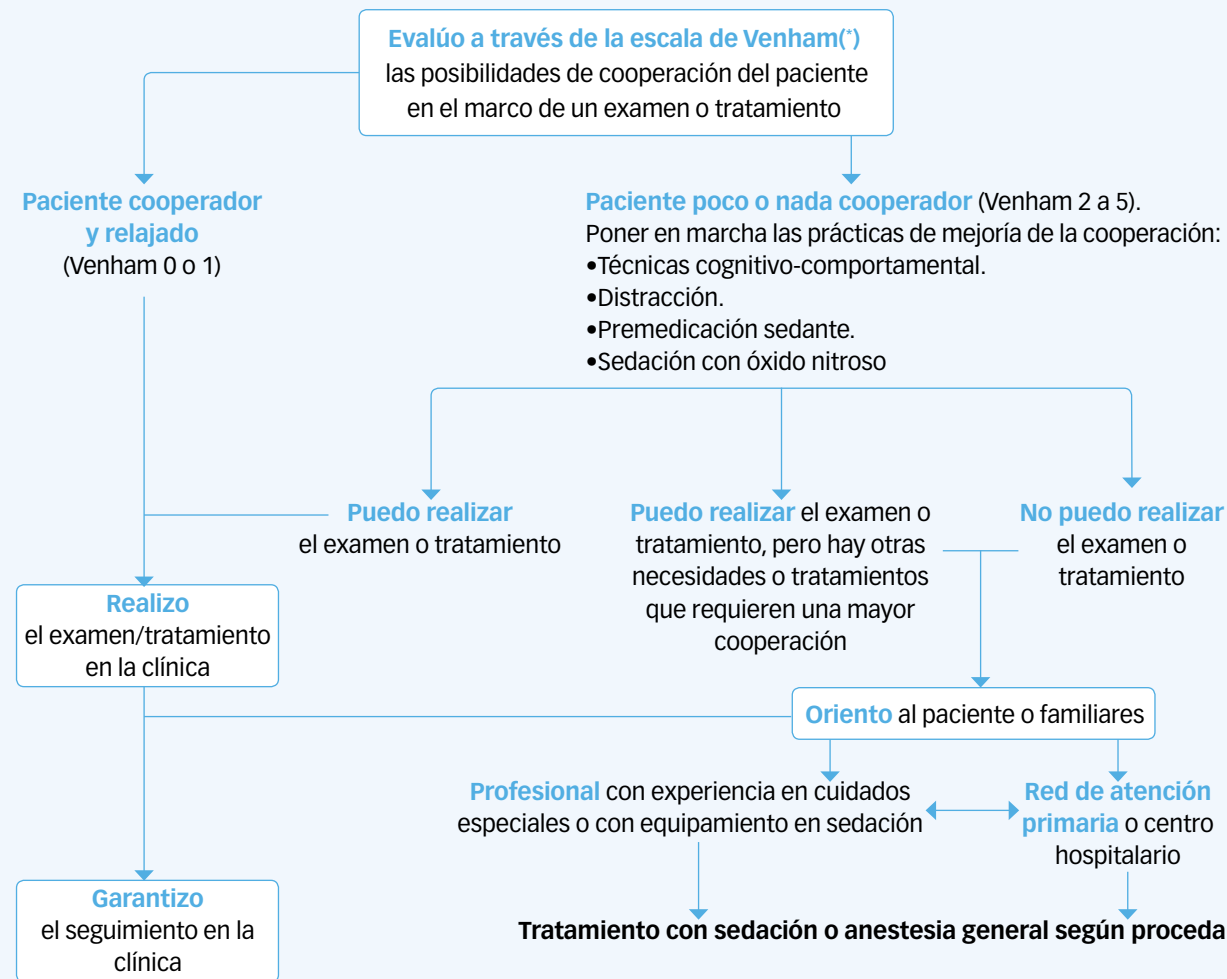 Evalúo a través de la escala de Venham(*)
las posibilidades de cooperación del paciente
en el marco de un examen o tratamiento
Paciente cooperador
y relajado
(Venham 0 o 1)
Paciente poco o nada cooperador (Venham 2 a 5).
Poner en marcha las prácticas de mejoría de la cooperación:
•Técnicas cognitivo-comportamental.
•Distracción.
•Premedicación sedante.
•Sedación con óxido nitroso
Puedo realizar
el examen o tratamiento
Puedo realizar el examen o
tratamiento, pero hay otras
necesidades o tratamientos
que requieren una mayor
cooperación
No puedo realizar
el examen o
tratamiento
Realizo
el examen/tratamiento
en la clínica
Oriento al paciente o familiares
Profesional con experiencia en cuidados
especiales o con equipamiento en sedación
Red de atención
primaria o centro
hospitalario
Garantizo
el seguimiento en la
clínica
Tratamiento con sedación o anestesia general según proceda